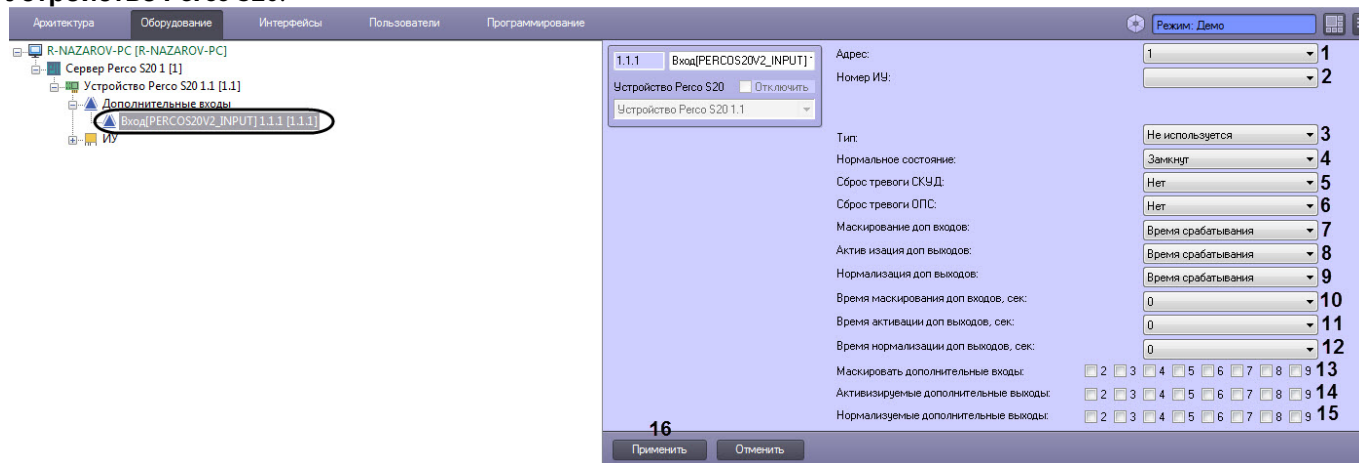 Устройство Perco S20.
Архитектура Оборудование Интерфейсы Пользователи Программирование Режим: Демо
R-NAZAROV-PC [R-NAZAROV-PC]
Сервер Perco S20 1 [1]
Устройство Perco S20 1.1 [1.1]
Дополнительные входы
Вход[PERCOS20V2_INPUT] 1.1.1 [1.1.1]
ИУ
1.1.1 Вход[PERCOS20V2_INPUT]
Устройство Perco S20 Отключить
Устройство Perco S20 1.1
Адрес: 1 1
Номер ИУ: 2
Тип: Не используется 3
Нормальное состояние: Замкнут 4
Сброс тревоги СКУД: Нет 5
Сброс тревоги ОПС: Нет 6
Маскирование доп входов: Время срабатывания 7
Актив изация доп выходов: Время срабатывания 8
Нормализация доп выходов: Время срабатывания 9
Время маскирования доп входов, сек: 0 10
Время активации доп выходов, сек: 0 11
Время нормализации доп выходов, сек: 0 12
Маскировать дополнительные входы: 2 3 4 5 6 7 8 9 13
Активизируемые дополнительные выходы: 2 3 4 5 6 7 8 9 14
Нормализуемые дополнительные выходы: 2 3 4 5 6 7 8 9 15
16
Применить Отменить